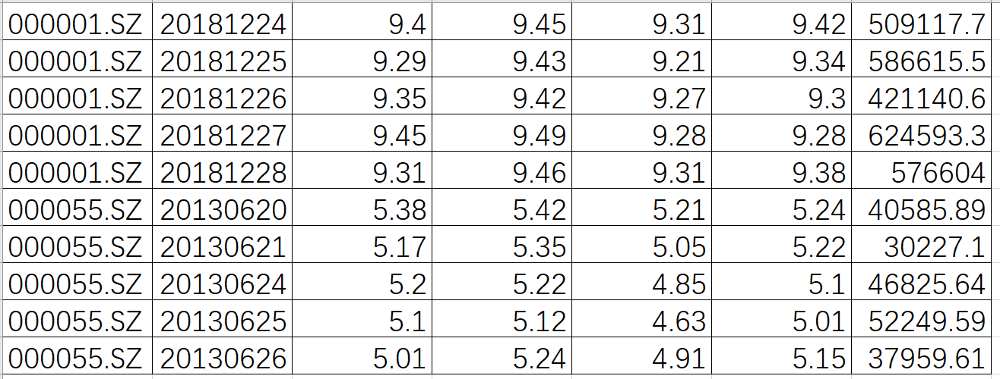 000001.SZ 20181224 9.4 9.45 9.31 9.42 509117.7
000001.SZ 20181225 9.29 9.43 9.21 9.34 586615.5
000001.SZ 20181226 9.35 9.42 9.27 9.3 421140.6
000001.SZ 20181227 9.45 9.49 9.28 9.28 624593.3
000001.SZ 20181228 9.31 9.46 9.31 9.38 576604
000055.SZ 20130620 5.38 5.42 5.21 5.24 40585.89
000055.SZ 20130621 5.17 5.35 5.05 5.22 30227.1
000055.SZ 20130624 5.2 5.22 4.85 5.1 46825.64
000055.SZ 20130625 5.1 5.12 4.63 5.01 52249.59
000055.SZ 20130626 5.01 5.24 4.91 5.15 37959.61